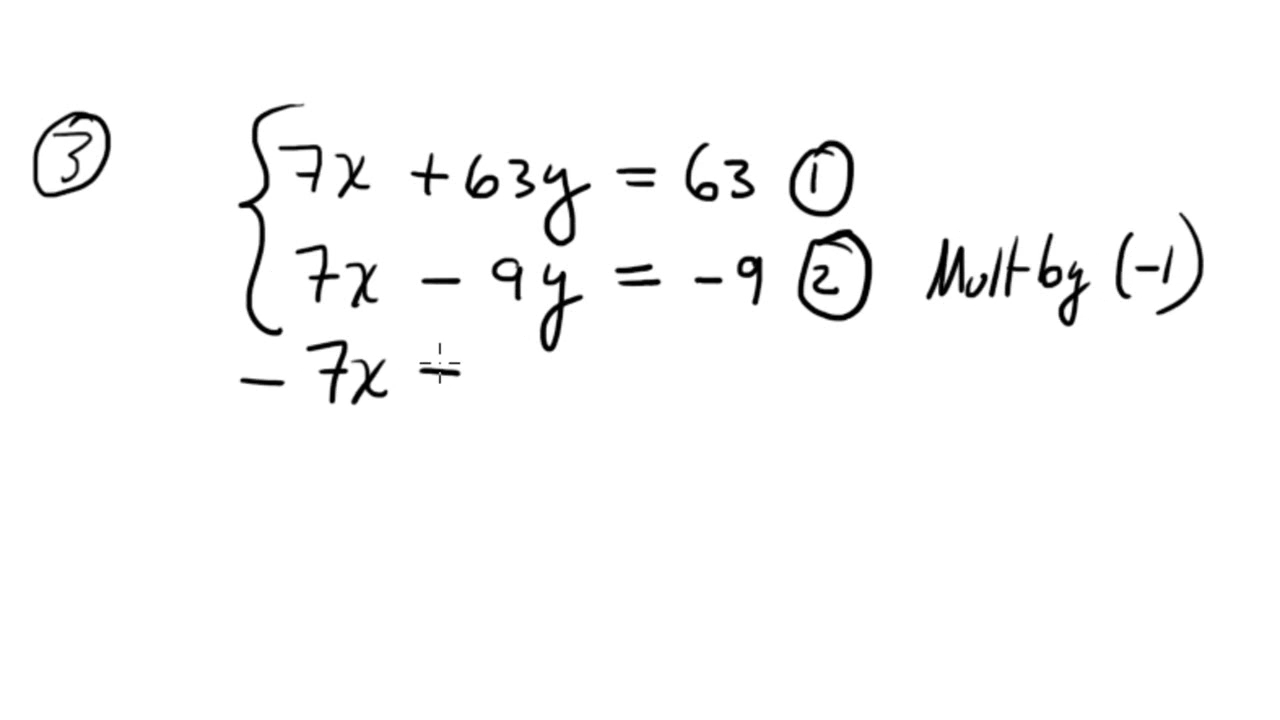 ③ 7x + 63y = 63 ①
7x - 9y = -9 ② Mult by (-1)
- 7x +